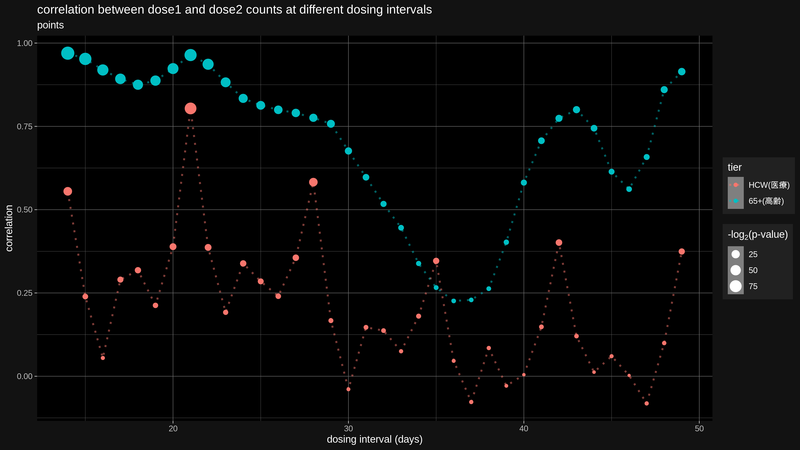 correlation between dose1 and dose2 counts at different dosing intervals
points
1.00
0.75
0.50
0.25
0.00
correlation
20
30
40
50
dosing interval (days)
tier
HCW(医療)
65+(高齢)
-log₂(p-value)
25
50
75